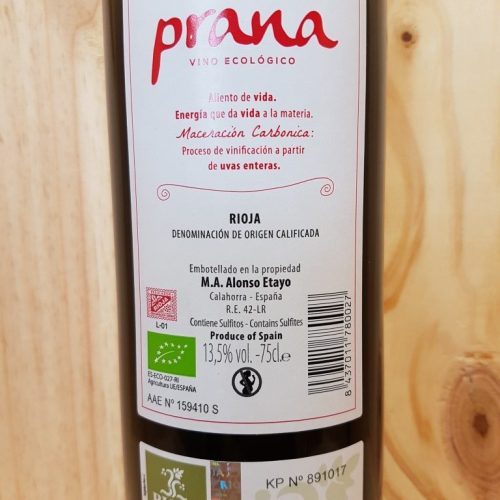 prana
VINO ECOLÓGICO
Aliento de vida.
Energía que da vida a la materia.
Maceración Carbonica:
Proceso de vinificación a partir
de uvas enteras.
RIOJA
DENOMINACIÓN DE ORIGEN CALIFICADA
Embotellado en la propiedad
M.A. Alonso Etayo
Calahorra - España
R.E. 42-LR
Contiene Sulfitos - Contains Sulfites
Produce of Spain
13,5% vol. -75cl.e
RIOJA
L-01
ES-ECO-027-RI
Agricultura UE/ESPAÑA
AAE Nº 159410 S
8 437011 780027
KP Nº 891017